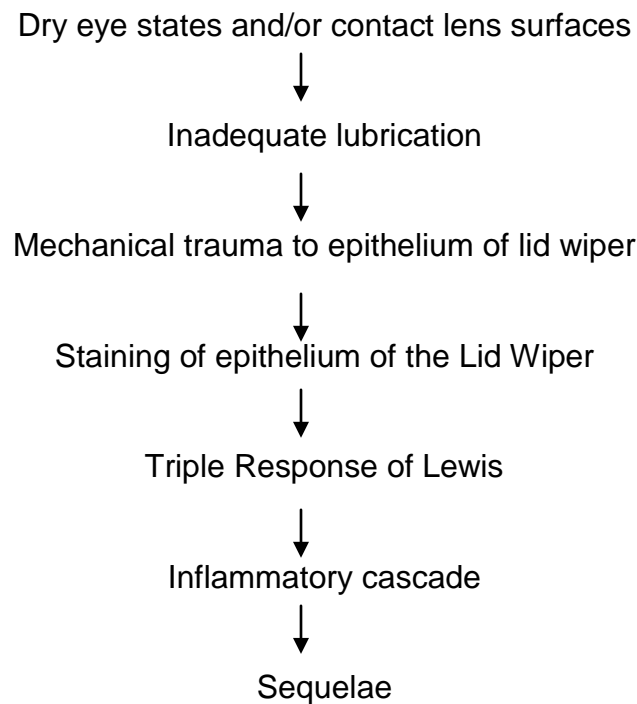 Dry eye states and/or contact lens surfaces
Inadequate lubrication
Mechanical trauma to epithelium of lid wiper
Staining of epithelium of the Lid Wiper
Triple Response of Lewis
Inflammatory cascade
Sequelae